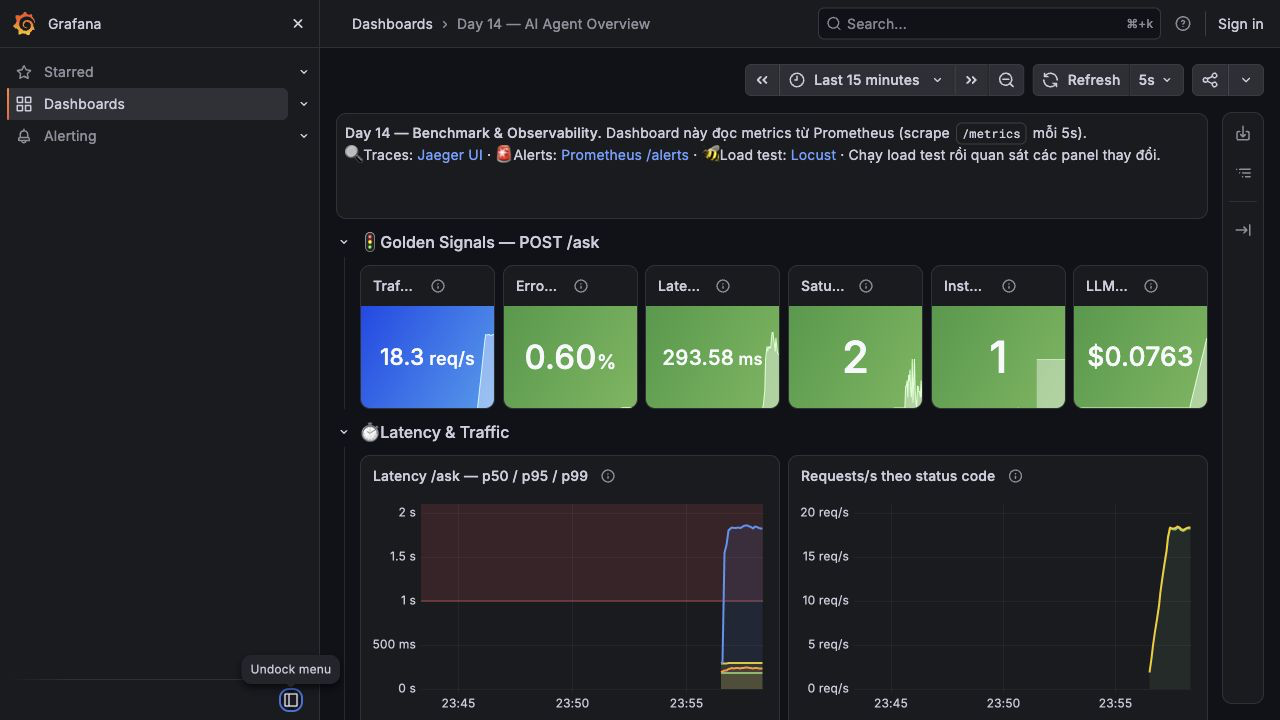 Grafana
Dashboards › Day 14 — AI Agent Overview
Search...
⌘+k
Sign in
Starred
Dashboards
Alerting
Last 15 minutes
Refresh
5s
Day 14 — Benchmark & Observability. Dashboard này đọc metrics từ Prometheus (scrape /metrics mỗi 5s).
🔍Traces: Jaeger UI · 🚨Alerts: Prometheus /alerts · 🐝Load test: Locust · Chạy load test rồi quan sát các panel thay đổi.
🚦Golden Signals — POST /ask
Traf...
Erro...
Late...
Satu...
Inst...
LLM...
18.3 req/s
0.60%
293.58 ms
2
1
$0.0763
⏱️Latency & Traffic
Latency /ask — p50 / p95 / p99
2 s
1.5 s
1 s
500 ms
0 s
23:45
23:50
23:55
Requests/s theo status code
20 req/s
15 req/s
10 req/s
5 req/s
0 req/s
23:45
23:50
23:55
Undock menu